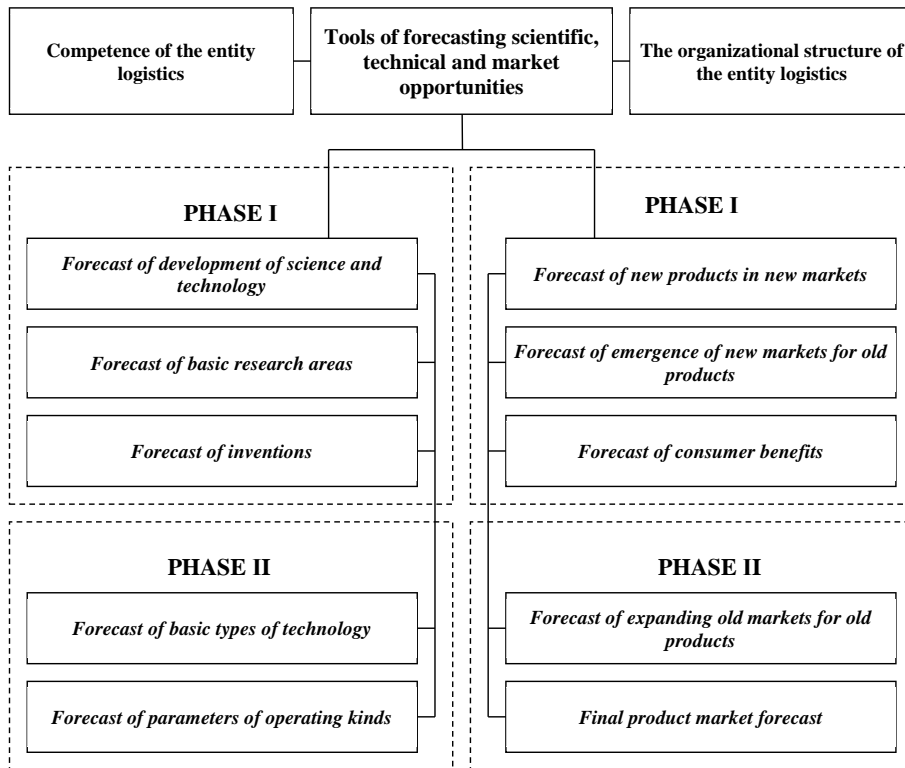 Competence of the entity
logistics
Tools of forecasting scientific,
technical and market
opportunities
The organizational structure of
the entity logistics
PHASE I
Forecast of development of science and
technology
Forecast of basic research areas
Forecast of inventions
PHASE I
Forecast of new products in new markets
Forecast of emergence of new markets for old
products
Forecast of consumer benefits
PHASE II
Forecast of basic types of technology
Forecast of parameters of operating kinds
PHASE II
Forecast of expanding old markets for old
products
Final product market forecast